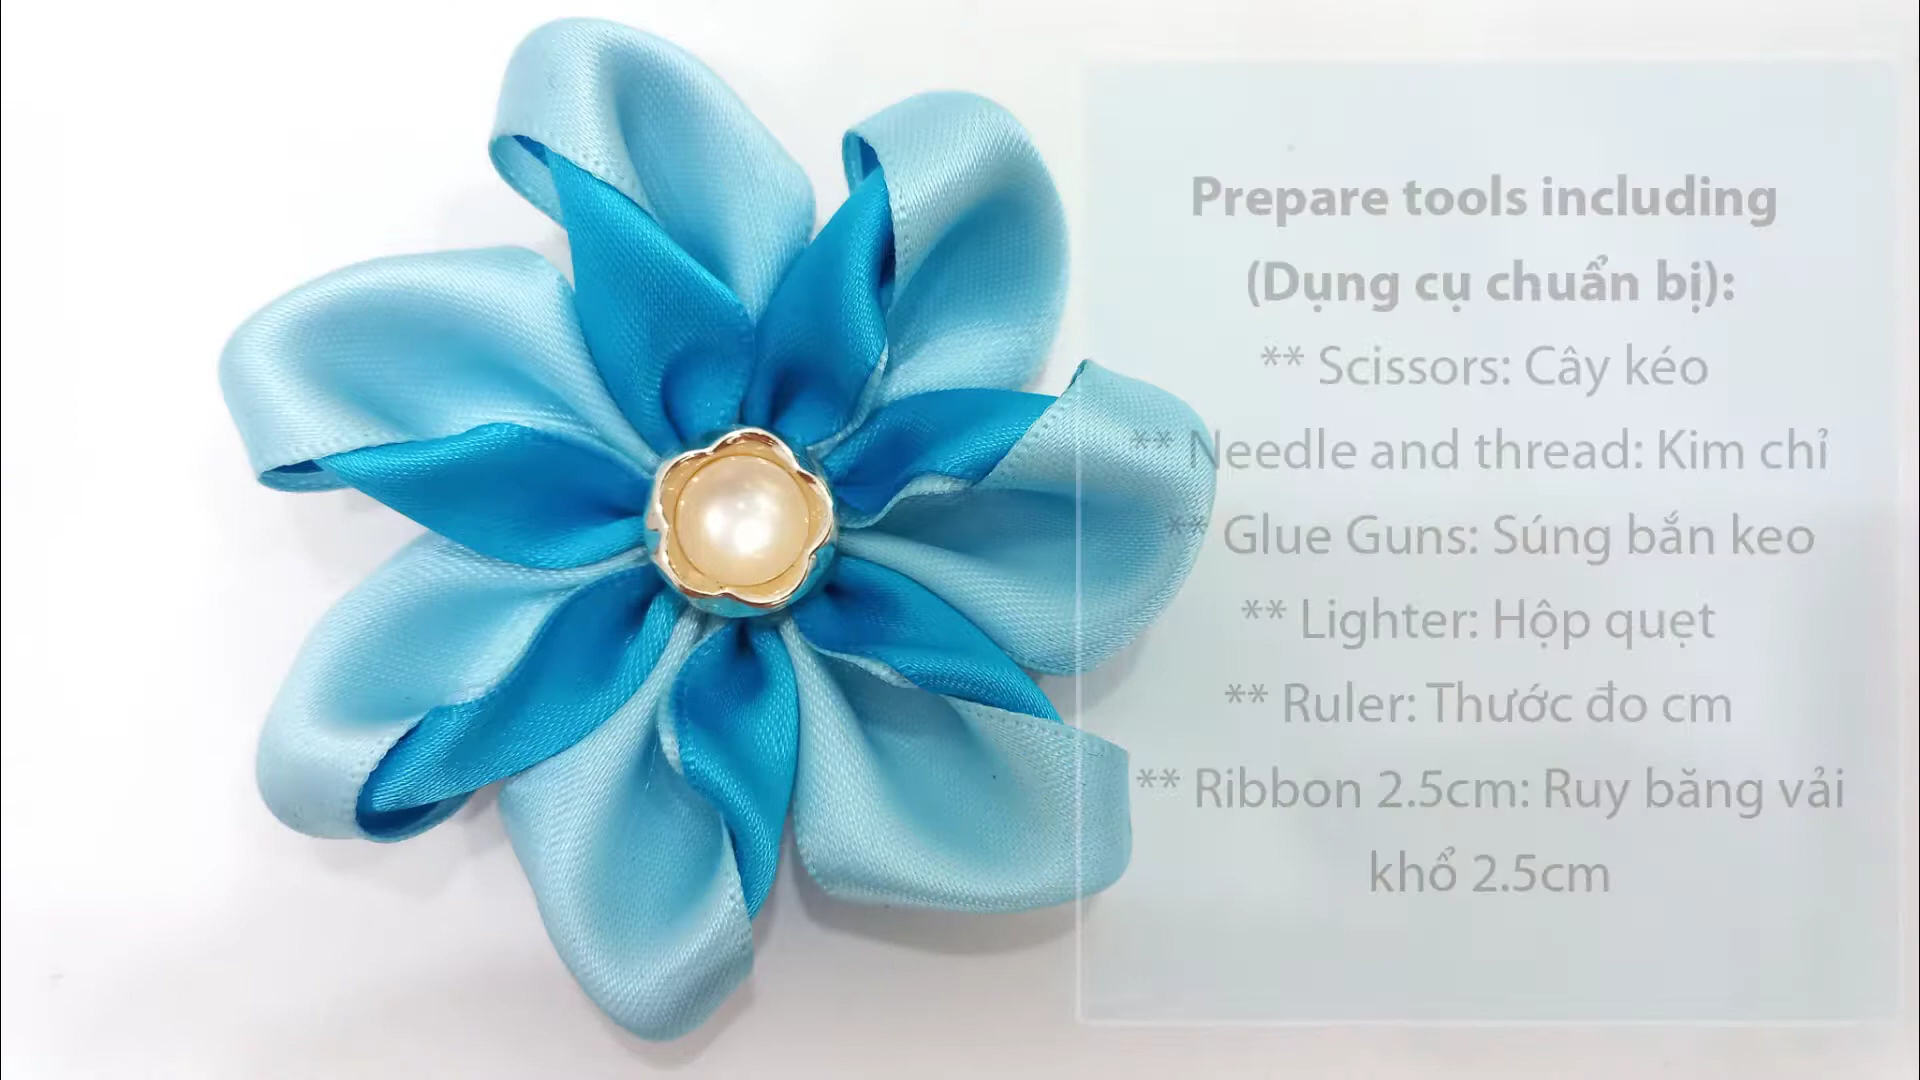 Prepare tools including
(Dụng cụ chuẩn bị):
** Scissors: Cây kéo
** Needle and thread: Kim chỉ
** Glue Guns: Súng bắn keo
** Lighter: Hộp quẹt
** Ruler: Thước đo cm
** Ribbon 2.5cm: Ruy băng vải
khổ 2.5cm